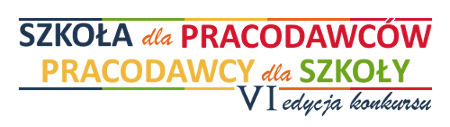 SZKOŁA dla PRACODAWCÓW
PRACODAWCY dla SZKOŁY
VI edycja konkursu